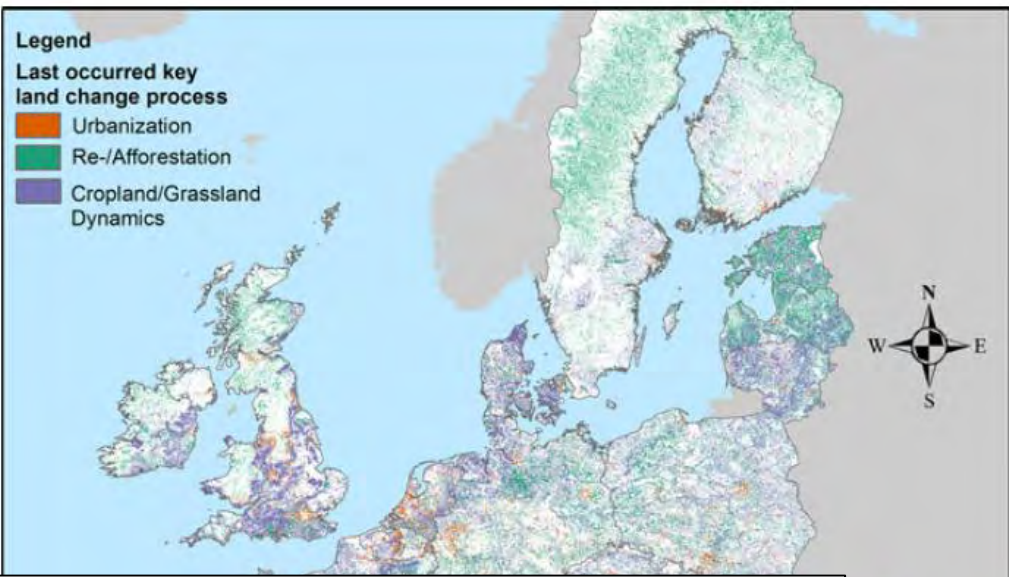 Legend
Last occurred key
land change process
Urbanization
Re-/Afforestation
Cropland/Grassland
Dynamics
N
W E
S